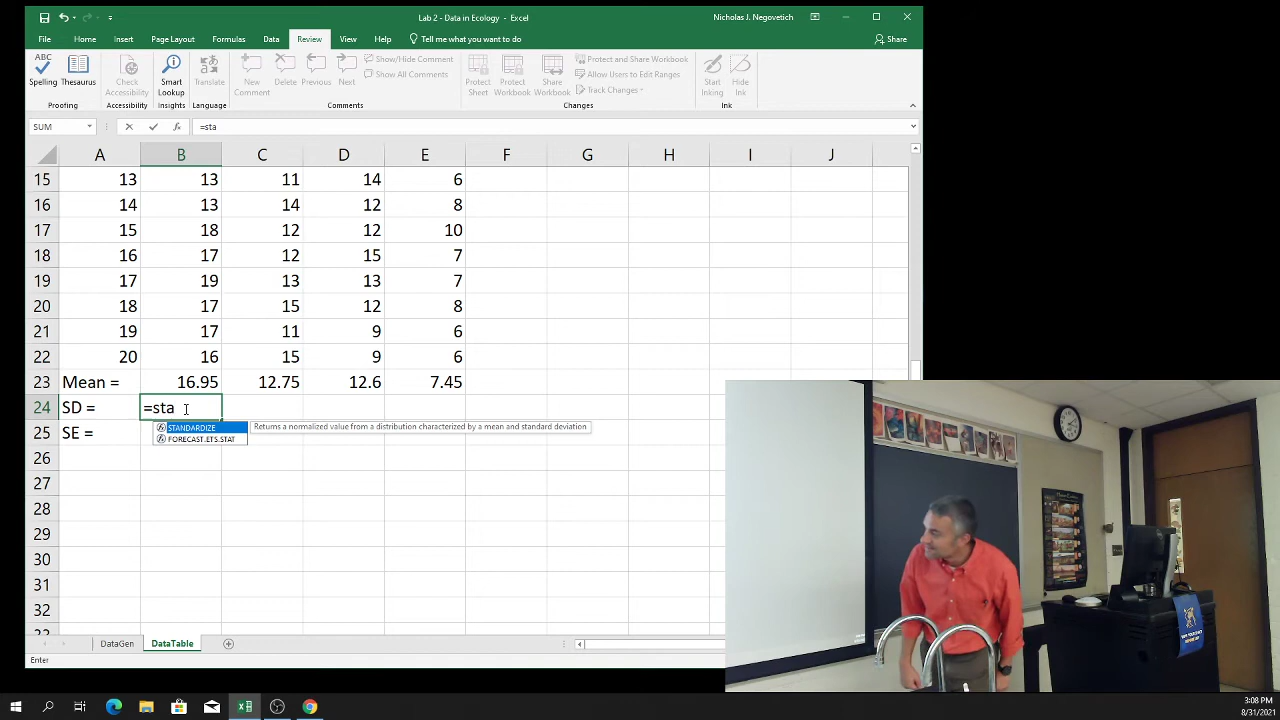 Lab 2 - Data in Ecology - Excel
Nicholas J. Negovetich
File Home Insert Page Layout Formulas Data Review View Help Tell me what you want to do Share
ABC
Spelling Thesaurus
Check Accessibility
Smart Lookup
Translate
New Comment
Delete Previous Next
Show/Hide Comment
Show All Comments
Protect Sheet
Protect Workbook
Share Workbook
Protect and Share Workbook
Allow Users to Edit Ranges
Track Changes
Start Inking
Hide Ink
Proofing Accessibility Insights Language Comments Changes Ink
SUM =sta
A B C D E F G H I J
15 13 13 11 14 6
16 14 13 14 12 8
17 15 18 12 12 10
18 16 17 12 15 7
19 17 19 13 13 7
20 18 17 15 12 8
21 19 17 11 9 6
22 20 16 15 9 6
23 Mean = 16.95 12.75 12.6 7.45
24 SD = =sta
25 SE =
STANDARDIZE Returns a normalized value from a distribution characterized by a mean and standard deviation
FORECAST.ETS.STAT
26
27
28
29
30
31
32
33
DataGen DataTable
Enter
3:08 PM
8/31/2021